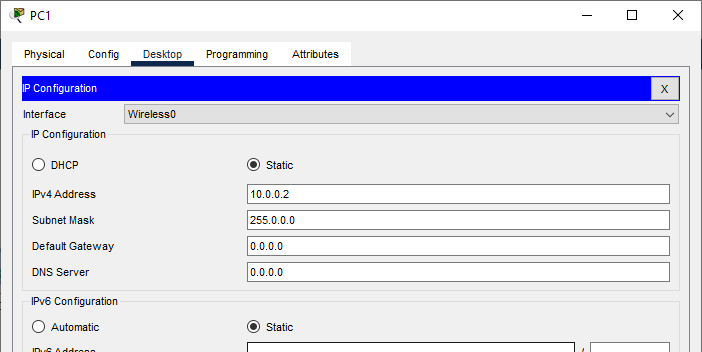 PC1
Physical Config Desktop Programming Attributes
IP Configuration
X
Interface Wireless0
IP Configuration
DHCP Static
IPv4 Address 10.0.0.2
Subnet Mask 255.0.0.0
Default Gateway 0.0.0.0
DNS Server 0.0.0.0
IPv6 Configuration
Automatic Static
IPv6 Address /